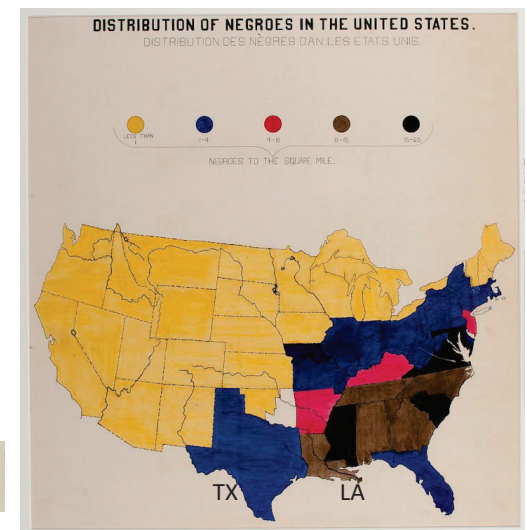 DISTRIBUTION OF NEGROES IN THE UNITED STATES.
DISTRIBUTION DES NÈGRES DAN LES ETATS UNIS.
LESS THAN
1
1-4
4-8
8-15
15-25
NEGROES TO THE SQUARE MILE.
TX
LA